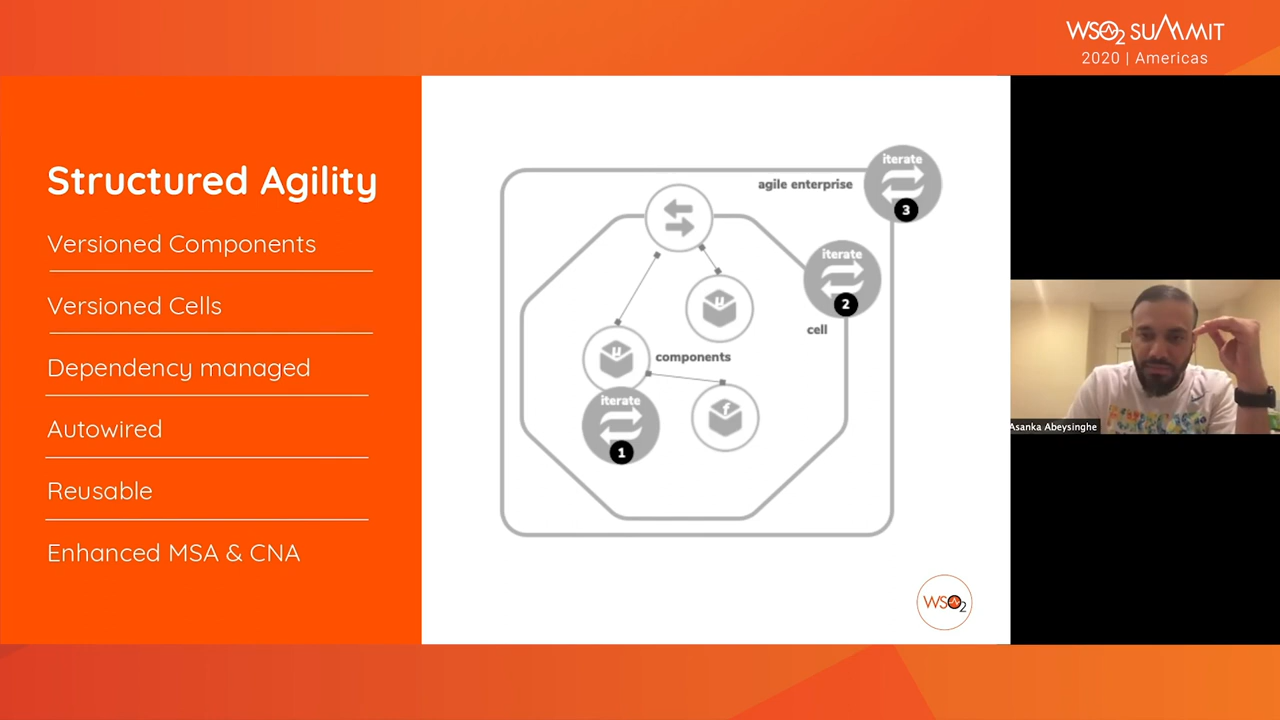 WSO2 SUMMIT
2020 | Americas
Structured Agility
Versioned Components
Versioned Cells
Dependency managed
Autowired
Reusable
Enhanced MSA & CNA
iterate
agile enterprise
3
iterate
2
cell
µ
µ
components
iterate
f
1
Asanka Abeysinghe
WSO2